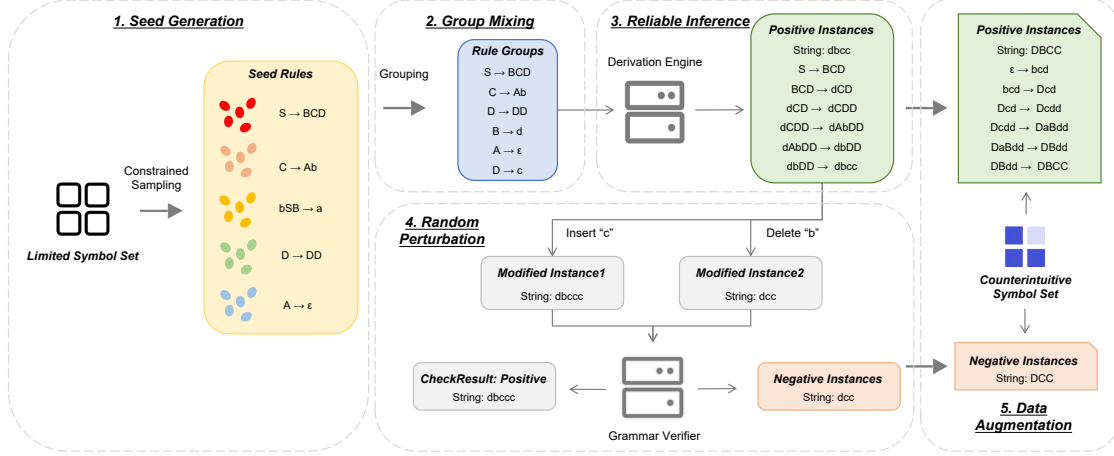 1. Seed Generation
Seed Rules
S → BCD
C → Ab
bSB → a
D → DD
A → ε
Constrained
Sampling
Limited Symbol Set
2. Group Mixing
Grouping
Rule Groups
S → BCD
C → Ab
D → DD
B → d
A → ε
D → c
3. Reliable Inference
Derivation Engine
Positive Instances
String: dbcc
S → BCD
BCD → dCD
dCD → dCDD
dCDD → dAbDD
dAbDD → dbDD
dbDD → dbcc
4. Random
Perturbation
Insert “c”
Delete “b”
Modified Instance1
String: dbccc
Modified Instance2
String: dcc
CheckResult: Positive
String: dbccc
Grammar Verifier
Negative Instances
String: dcc
Positive Instances
String: DBCC
ε → bcd
bcd → Dcd
Dcd → Dcdd
Dcdd → DaBdd
DaBdd → DBdd
DBdd → DBCC
Counterintuitive
Symbol Set
Negative Instances
String: DCC
5. Data
Augmentation